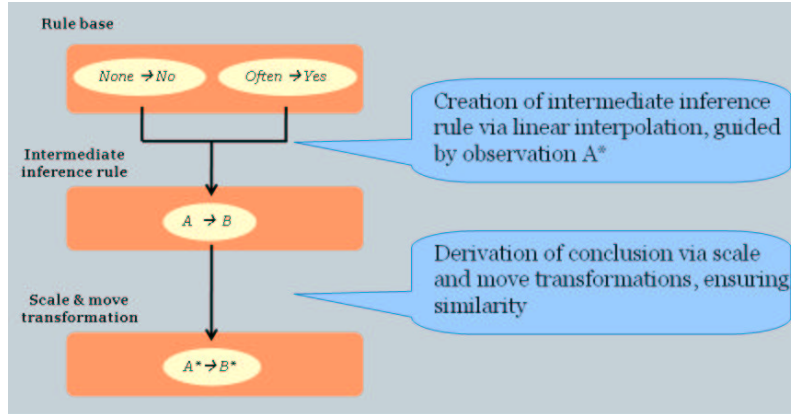 Rule base
None → No
Often → Yes
Creation of intermediate inference
rule via linear interpolation, guided
by observation A*
Intermediate
inference rule
A → B
Derivation of conclusion via scale
and move transformations, ensuring
similarity
Scale & move
transformation
A* → B*